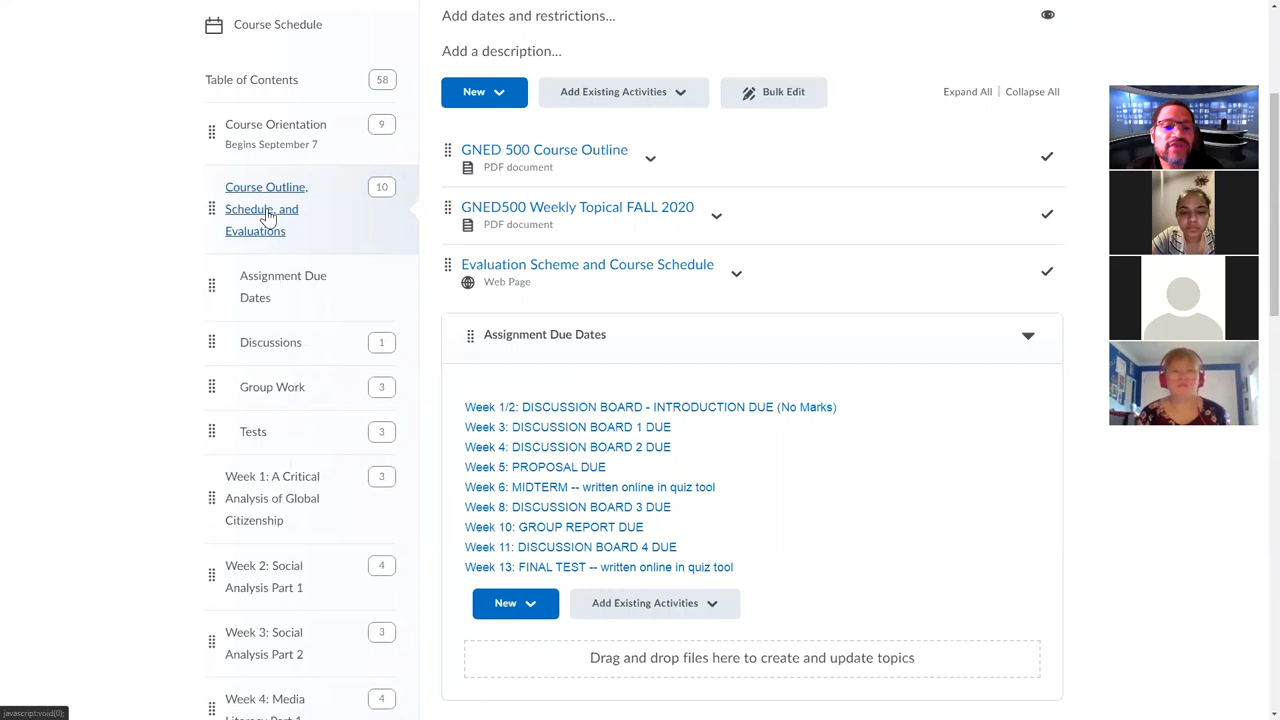 Course Schedule
Table of Contents
58
Course Orientation
9
Begins September 7
Course Outline,
10
Schedule, and
Evaluations
Assignment Due
Dates
Discussions
1
Group Work
3
Tests
3
Week 1: A Critical
3
Analysis of Global
Citizenship
Week 2: Social
4
Analysis Part 1
Week 3: Social
3
Analysis Part 2
Week 4: Media
4
Literacy Part 1
javascript:void(0);
Add dates and restrictions...
Add a description...
New
Add Existing Activities
Bulk Edit
Expand All | Collapse All
GNED 500 Course Outline
PDF document
GNED500 Weekly Topical FALL 2020
PDF document
Evaluation Scheme and Course Schedule
Web Page
Assignment Due Dates
Week 1/2: DISCUSSION BOARD - INTRODUCTION DUE (No Marks)
Week 3: DISCUSSION BOARD 1 DUE
Week 4: DISCUSSION BOARD 2 DUE
Week 5: PROPOSAL DUE
Week 6: MIDTERM -- written online in quiz tool
Week 8: DISCUSSION BOARD 3 DUE
Week 10: GROUP REPORT DUE
Week 11: DISCUSSION BOARD 4 DUE
Week 13: FINAL TEST -- written online in quiz tool
New
Add Existing Activities
Drag and drop files here to create and update topics